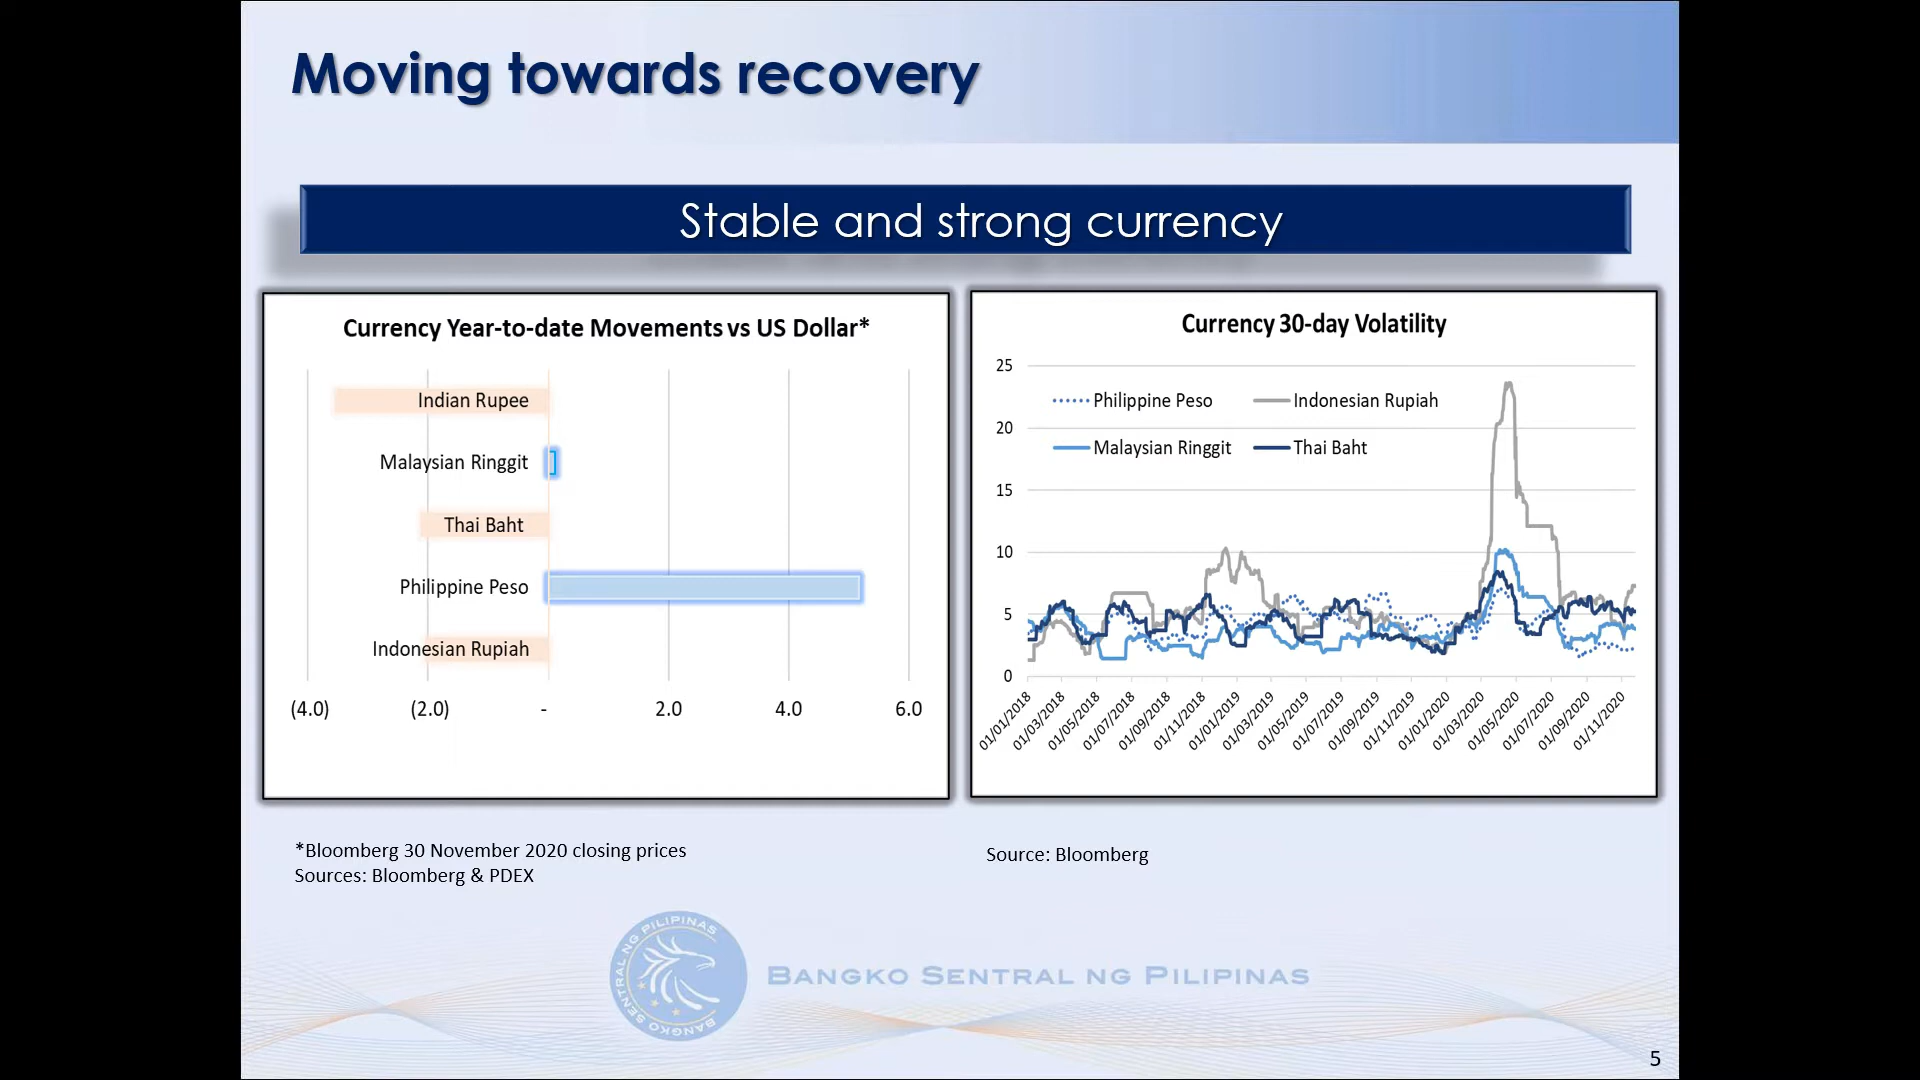 Moving towards recovery
Stable and strong currency
Currency Year-to-date Movements vs US Dollar*
Indian Rupee
Malaysian Ringgit
Thai Baht
Philippine Peso
Indonesian Rupiah
(4.0) (2.0) - 2.0 4.0 6.0
*Bloomberg 30 November 2020 closing prices
Sources: Bloomberg & PDEX
Currency 30-day Volatility
25
20
15
10
5
0
Philippine Peso Indonesian Rupiah
Malaysian Ringgit Thai Baht
01/01/2018 01/03/2018 01/05/2018 01/07/2018 01/09/2018 01/11/2018 01/01/2019 01/03/2019 01/05/2019 01/07/2019 01/09/2019 01/11/2019 01/01/2020 01/03/2020 01/05/2020 01/07/2020 01/09/2020 01/11/2020
Source: Bloomberg
BANGKO SENTRAL NG PILIPINAS
BANGKO SENTRAL NG PILIPINAS
5